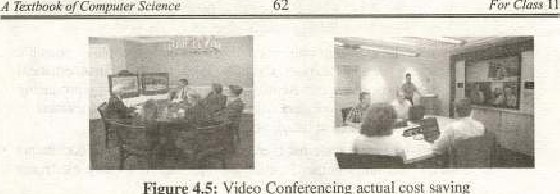 A Textbook of Computer Science 62 For Class 11
Figure 4.5: Video Conferencing actual cost saving